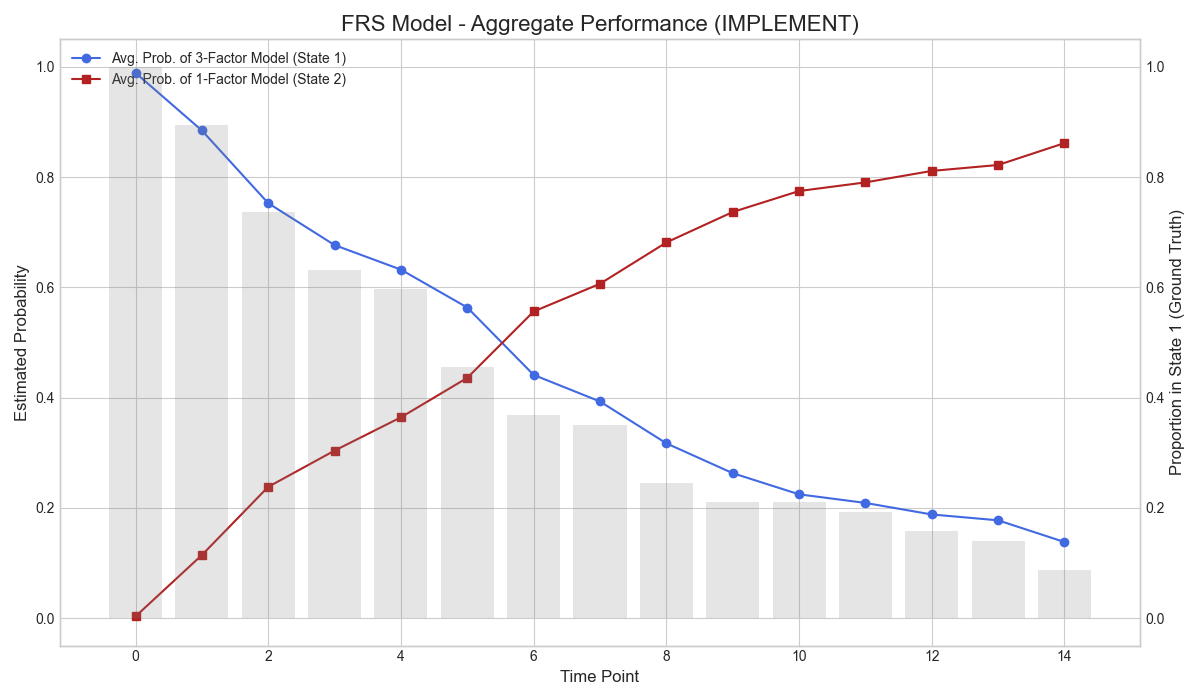 FRS Model - Aggregate Performance (IMPLEMENT)
Avg. Prob. of 3-Factor Model (State 1)
Avg. Prob. of 1-Factor Model (State 2)
Estimated Probability
1.0
0.8
0.6
0.4
0.2
0.0
1.0
0.8
0.6
0.4
0.2
0.0
Proportion in State 1 (Ground Truth)
0 2 4 6 8 10 12 14
Time Point